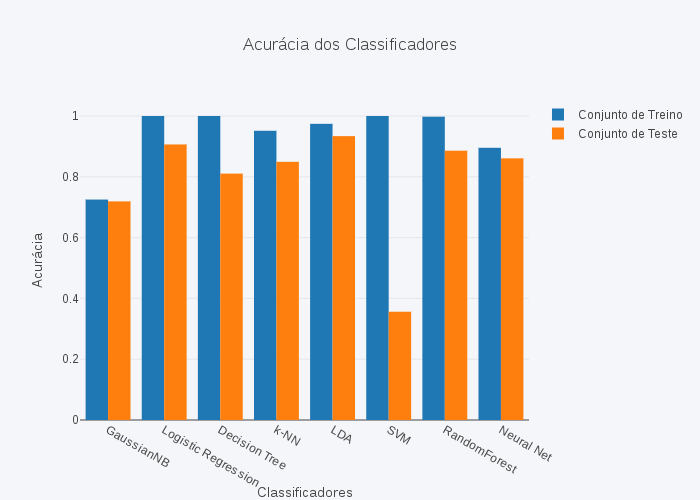 Acurácia dos Classificadores
Conjunto de Treino
Conjunto de Teste
Acurácia
1
0.8
0.6
0.4
0.2
0
GaussianNB
Logistic Regression
Decision Tree
k-NN
LDA
SVM
RandomForest
Neural Net
Classificadores